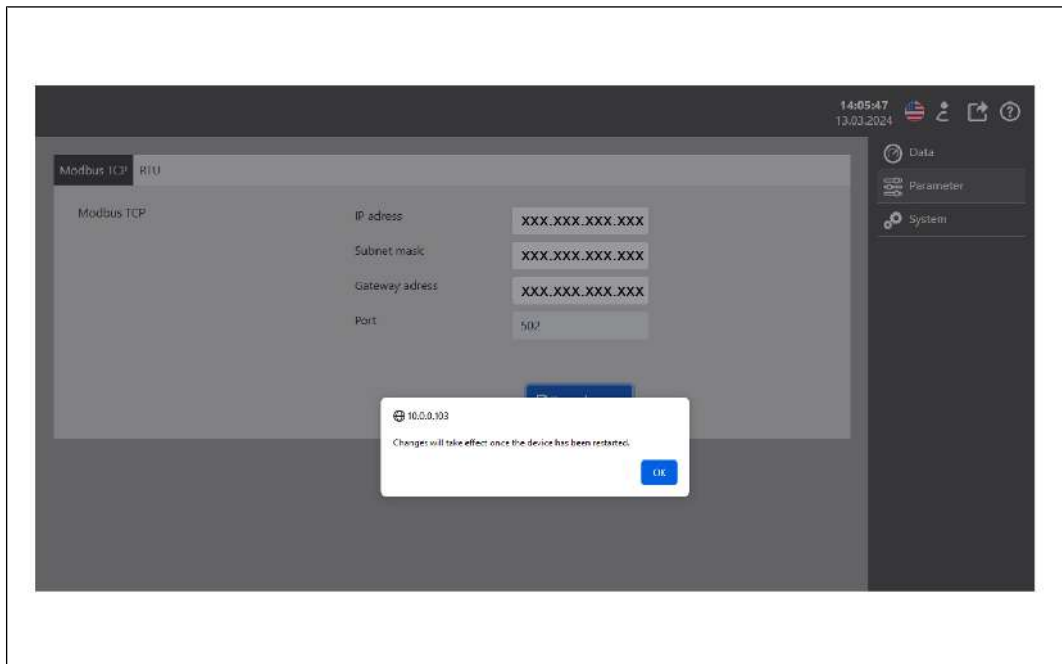 14:05:47
13.03.2024
Data
Parameter
System
Modbus TCP RTU
Modbus TCP
IP adress XXX.XXX.XXX.XXX
Subnet mask XXX.XXX.XXX.XXX
Gateway adress XXX.XXX.XXX.XXX
Port 502
10.0.0.103
Changes will take effect once the device has been restarted.
OK